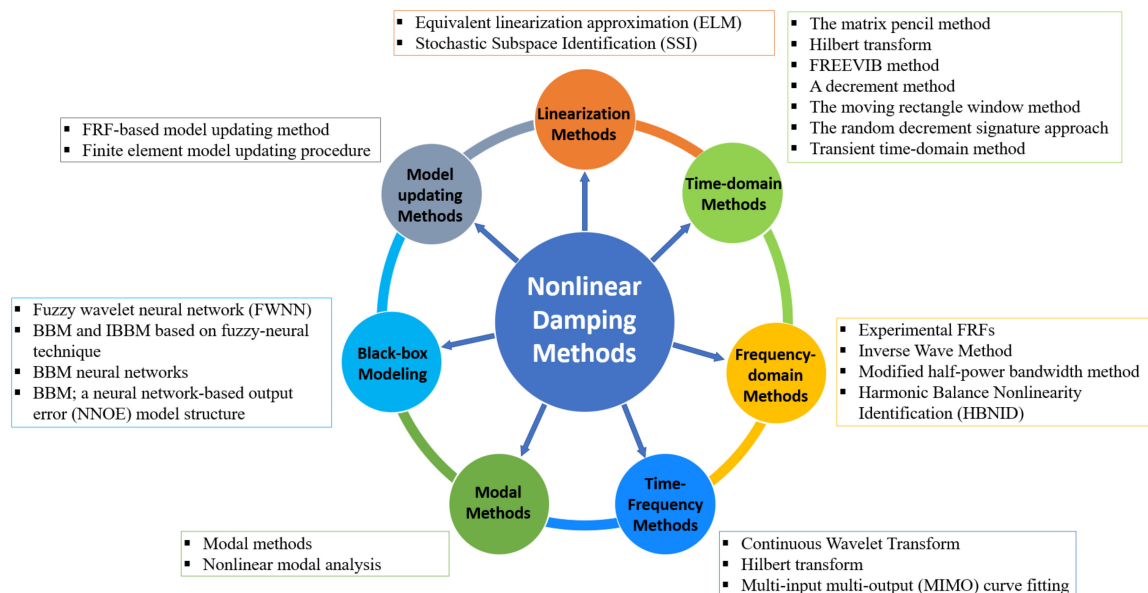 Equivalent linearization approximation (ELM)
Stochastic Subspace Identification (SSI)
The matrix pencil method
Hilbert transform
FREEVIB method
A decrement method
The moving rectangle window method
The random decrement signature approach
Transient time-domain method
FRF-based model updating method
Finite element model updating procedure
Linearization
Methods
Model
updating
Methods
Time-domain
Methods
Nonlinear
Damping
Methods
Fuzzy wavelet neural network (FWNN)
BBM and IBBM based on fuzzy-neural
technique
BBM neural networks
BBM; a neural network-based output
error (NNOE) model structure
Black-box
Modeling
Frequency-
domain
Methods
Experimental FRFs
Inverse Wave Method
Modified half-power bandwidth method
Harmonic Balance Nonlinearity
Identification (HBNID)
Modal
Methods
Time-
Frequency
Methods
Modal methods
Nonlinear modal analysis
Continuous Wavelet Transform
Hilbert transform
Multi-input multi-output (MIMO) curve fitting